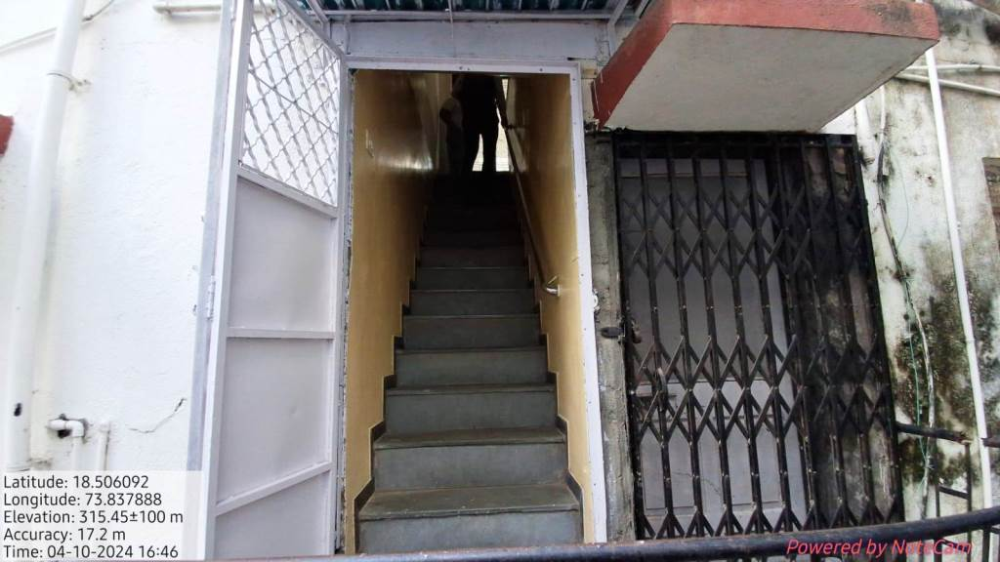 Latitude: 18.506092
Longitude: 73.837888
Elevation: 315.45±100 m
Accuracy: 17.2 m
Time: 04-10-2024 16:46
Powered by NoteCam